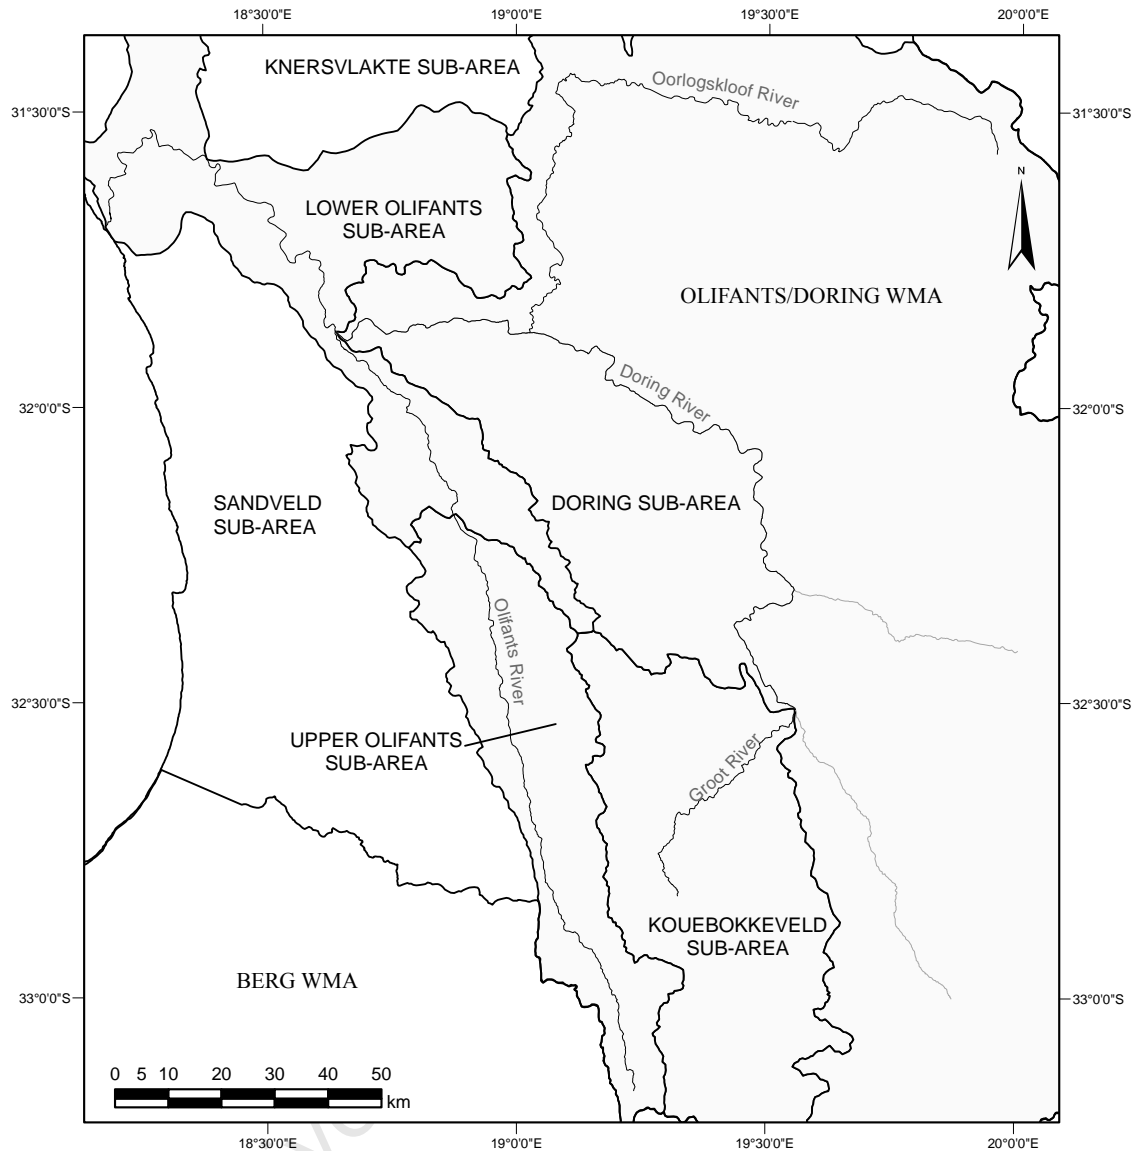 18°30'0"E 19°0'0"E 19°30'0"E 20°0'0"E
KNERSVLAKTE SUB-AREA
Oorlogskloof River
31°30'0"S 31°30'0"S
N
LOWER OLIFANTS
SUB-AREA
OLIFANTS/DORING WMA
Doring River
32°0'0"S 32°0'0"S
SANDVELD
SUB-AREA
DORING SUB-AREA
Olifants River
32°30'0"S 32°30'0"S
UPPER OLIFANTS
SUB-AREA
Groot River
KOUEBOKKEVELD
SUB-AREA
BERG WMA
33°0'0"S 33°0'0"S
0 5 10 20 30 40 50
km
18°30'0"E 19°0'0"E 19°30'0"E 20°0'0"E